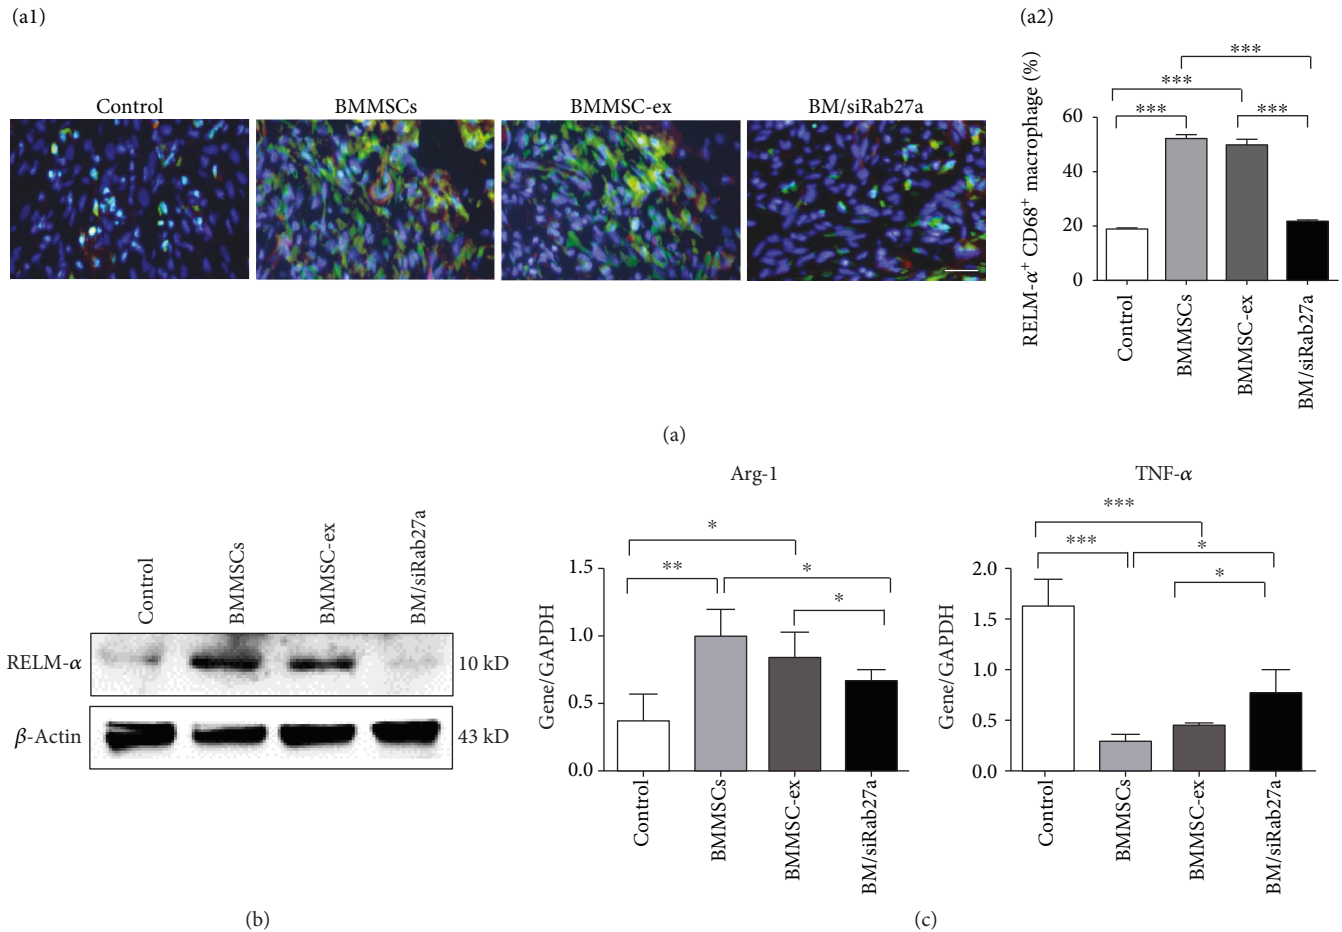 (a1)
Control
BMMSCs
BMMSC-ex
BM/siRab27a
(a2)
RELM-α⁺ CD68⁺ macrophage (%)
60
40
20
0
***
***
***
***
Control
BMMSCs
BMMSC-ex
BM/siRab27a
(a)
Control
BMMSCs
BMMSC-ex
BM/siRab27a
RELM-α
10 kD
β-Actin
43 kD
(b)
Arg-1
Gene/GAPDH
1.5
1.0
0.5
0.0
*
**
*
*
Control
BMMSCs
BMMSC-ex
BM/siRab27a
TNF-α
Gene/GAPDH
2.0
1.5
1.0
0.5
0.0
***
***
*
*
Control
BMMSCs
BMMSC-ex
BM/siRab27a
(c)